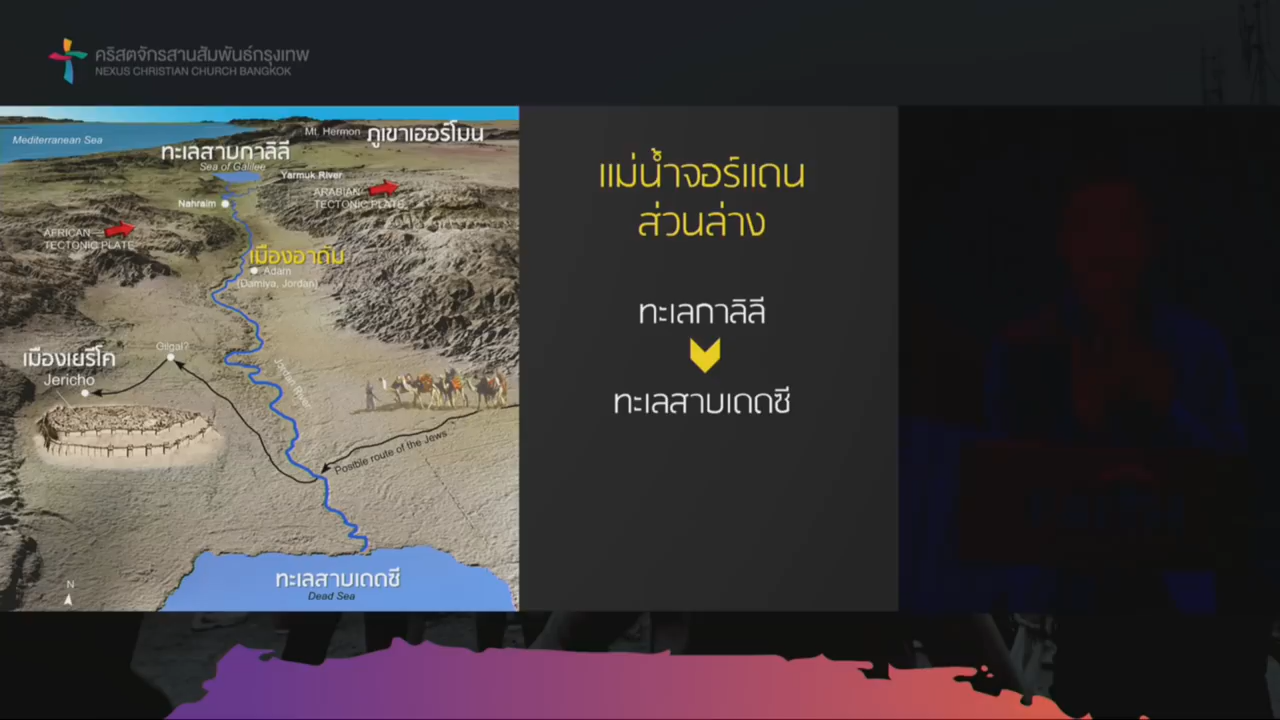 คริสตจักรสานสัมพันธ์กรุงเทพ
NEXUS CHRISTIAN CHURCH BANGKOK
Mediterranean Sea
Mt. Hermon ภูเขาเฮอร์โมน
ทะเลสาบกาลิลี
Sea of Galilee
Yarmuk River
ARABIAN
TECTONIC PLATE
Nahraim
AFRICAN
TECTONIC PLATE
เมืองอาดัม
Adam
(Damiya, Jordan)
Gilgal?
เมืองเยรีโค
Jericho
Jordan River
Posible route of the Jews
ทะเลสาบเดดซี
Dead Sea
N
แม่น้ำจอร์แดน
ส่วนล่าง
ทะเลกาลิลี
ทะเลสาบเดดซี